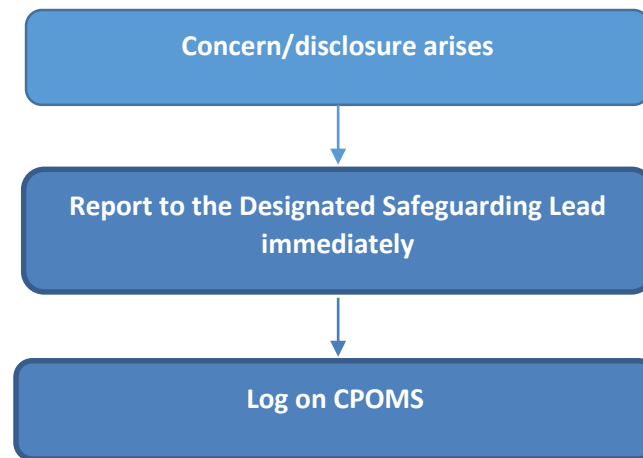 Concern/disclosure arises
Report to the Designated Safeguarding Lead
immediately
Log on CPOMS